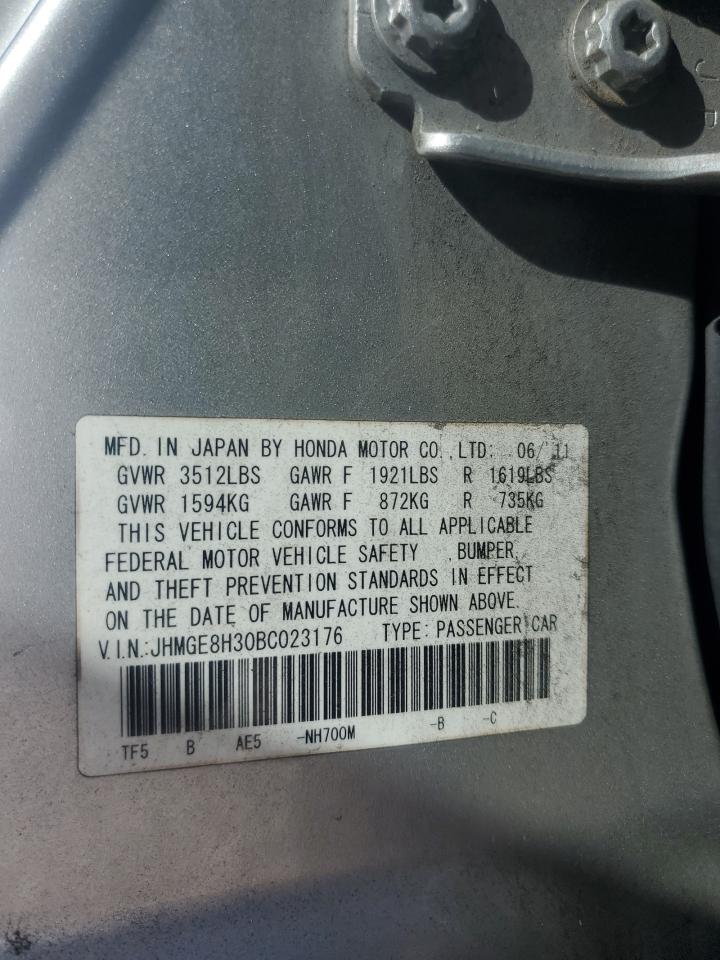 MFD. IN JAPAN BY HONDA MOTOR CO.,LTD: 06/11
GVWR 3512LBS GAWR F 1921LBS R 1619LBS
GVWR 1594KG GAWR F 872KG R 735KG
THIS VEHICLE CONFORMS TO ALL APPLICABLE
FEDERAL MOTOR VEHICLE SAFETY ,BUMPER,
AND THEFT PREVENTION STANDARDS IN EFFECT
ON THE DATE OF MANUFACTURE SHOWN ABOVE.
V.I.N.:JHMGE8H30BC023176 TYPE:PASSENGER CAR
TF5 B AE5 -NH700M -B -C